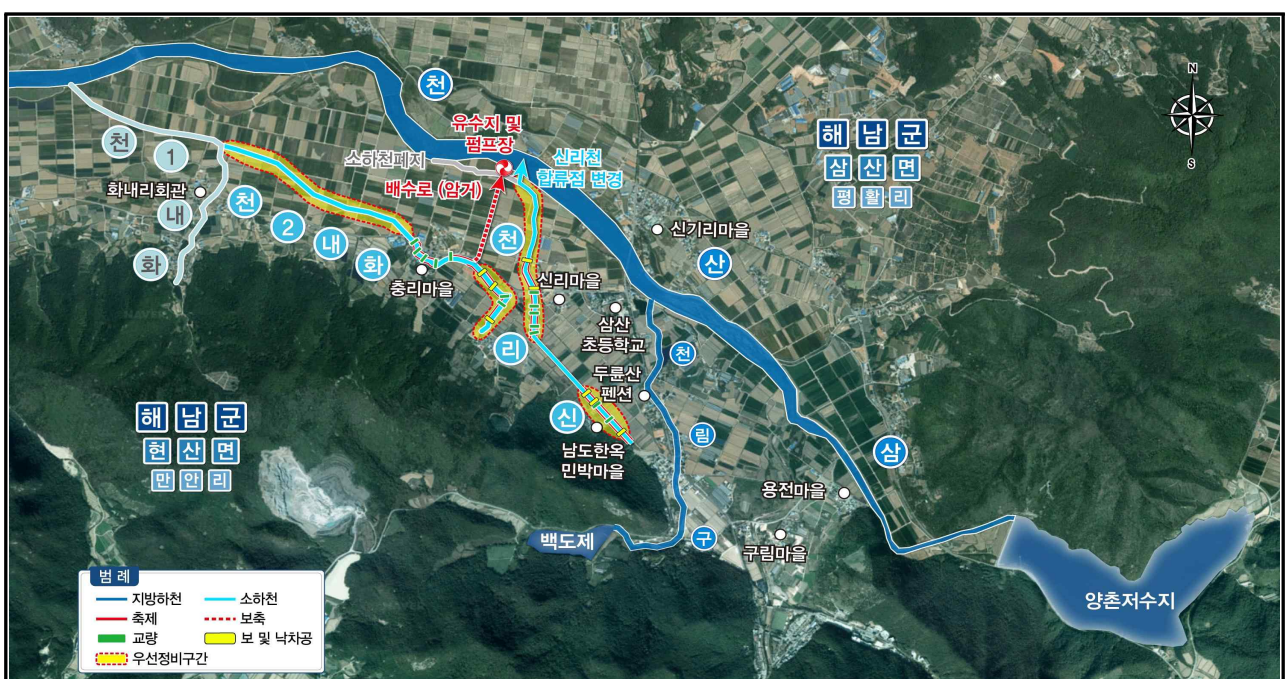 천
유수지 및
펌프장
소하천폐지
신리천
합류점 변경
배수로 (암거)
천
1
내
화
화내리회관
천
2
내
화
충리마을
천
리
신
신리마을
삼산
초등학교
두륜산
펜션
남도한옥
민박마을
신기리마을
산
삼
천
림
구
용전마을
구림마을
백도제
양촌저수지
해남군
삼산면
평활리
해남군
현산면
만안리
N
S
범 례
지방하천
소하천
축제
보축
교량
보 및 낙차공
우선정비구간